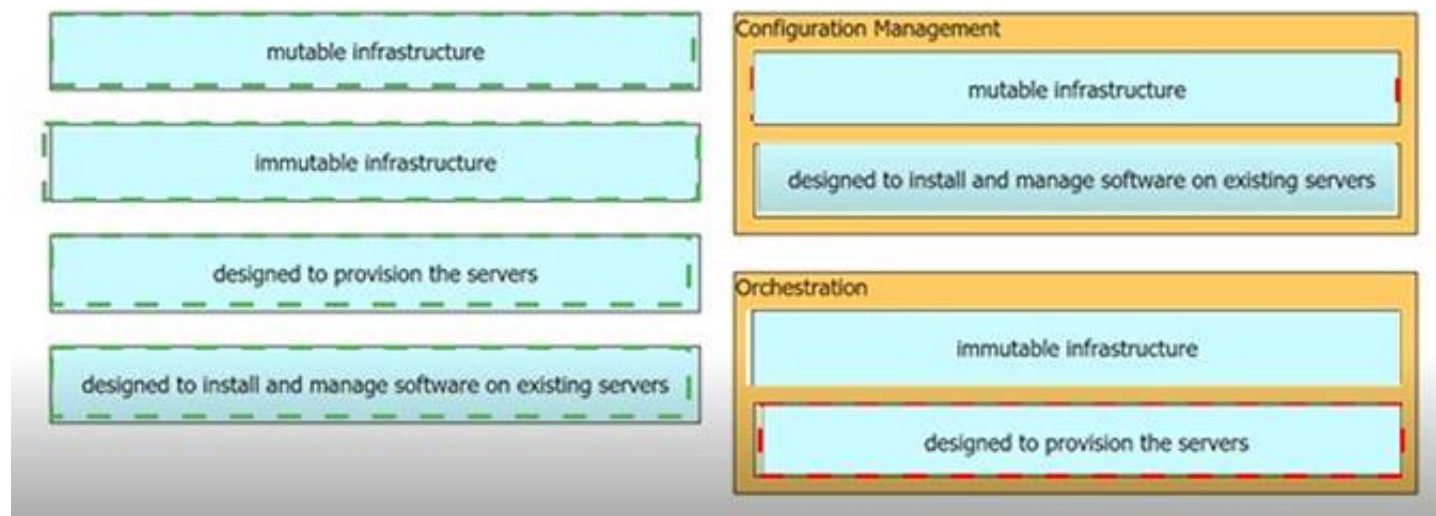 mutable infrastructure
immutable infrastructure
designed to provision the servers
designed to install and manage software on existing servers
Configuration Management
mutable infrastructure
designed to install and manage software on existing servers
Orchestration
immutable infrastructure
designed to provision the servers